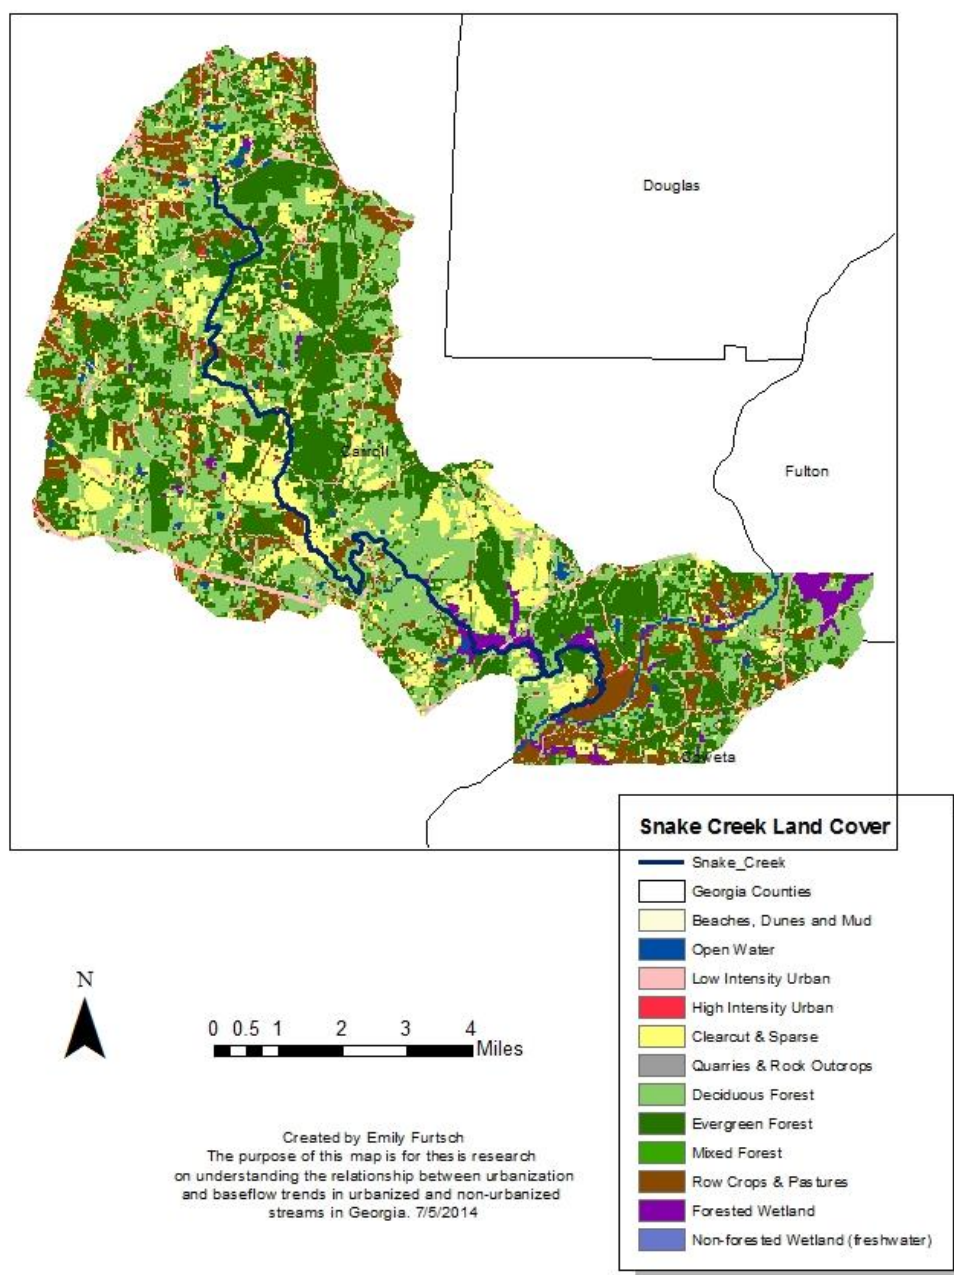 Douglas
Fulton
Carroll
Coweta
Snake Creek Land Cover
Snake_Creek
Georgia Counties
Beaches, Dunes and Mud
Open Water
Low Intensity Urban
High Intensity Urban
Clearcut & Sparse
Quarries & Rock Outcrops
Deciduous Forest
Evergreen Forest
Mixed Forest
Row Crops & Pastures
Forested Wetland
Non-forested Wetland (freshwater)
N
0 0.5 1 2 3 4
Miles
Created by Emily Furtsch
The purpose of this map is for thesis research
on understanding the relationship between urbanization
and baseflow trends in urbanized and non-urbanized
streams in Georgia. 7/5/2014